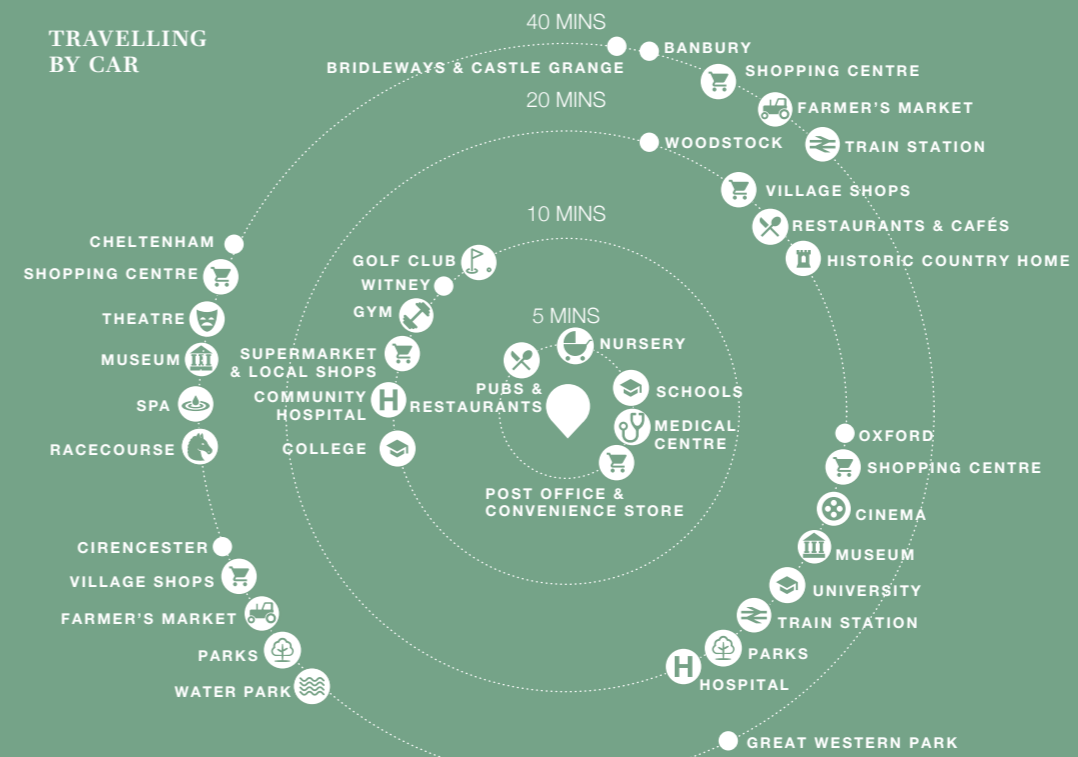 TRAVELLING
BY CAR
40 MINS
BRIDLEWAYS & CASTLE GRANGE
BANBURY
SHOPPING CENTRE
FARMER'S MARKET
TRAIN STATION
20 MINS
WOODSTOCK
VILLAGE SHOPS
RESTAURANTS & CAFÉS
HISTORIC COUNTRY HOME
10 MINS
GOLF CLUB
WITNEY
GYM
SUPERMARKET
& LOCAL SHOPS
COMMUNITY
HOSPITAL
H
COLLEGE
5 MINS
NURSERY
PUBS &
RESTAURANTS
SCHOOLS
MEDICAL
CENTRE
POST OFFICE &
CONVENIENCE STORE
CHELTENHAM
SHOPPING CENTRE
THEATRE
MUSEUM
SPA
RACECOURSE
CIRENCESTER
VILLAGE SHOPS
FARMER'S MARKET
PARKS
WATER PARK
OXFORD
SHOPPING CENTRE
CINEMA
MUSEUM
UNIVERSITY
TRAIN STATION
PARKS
H
HOSPITAL
GREAT WESTERN PARK